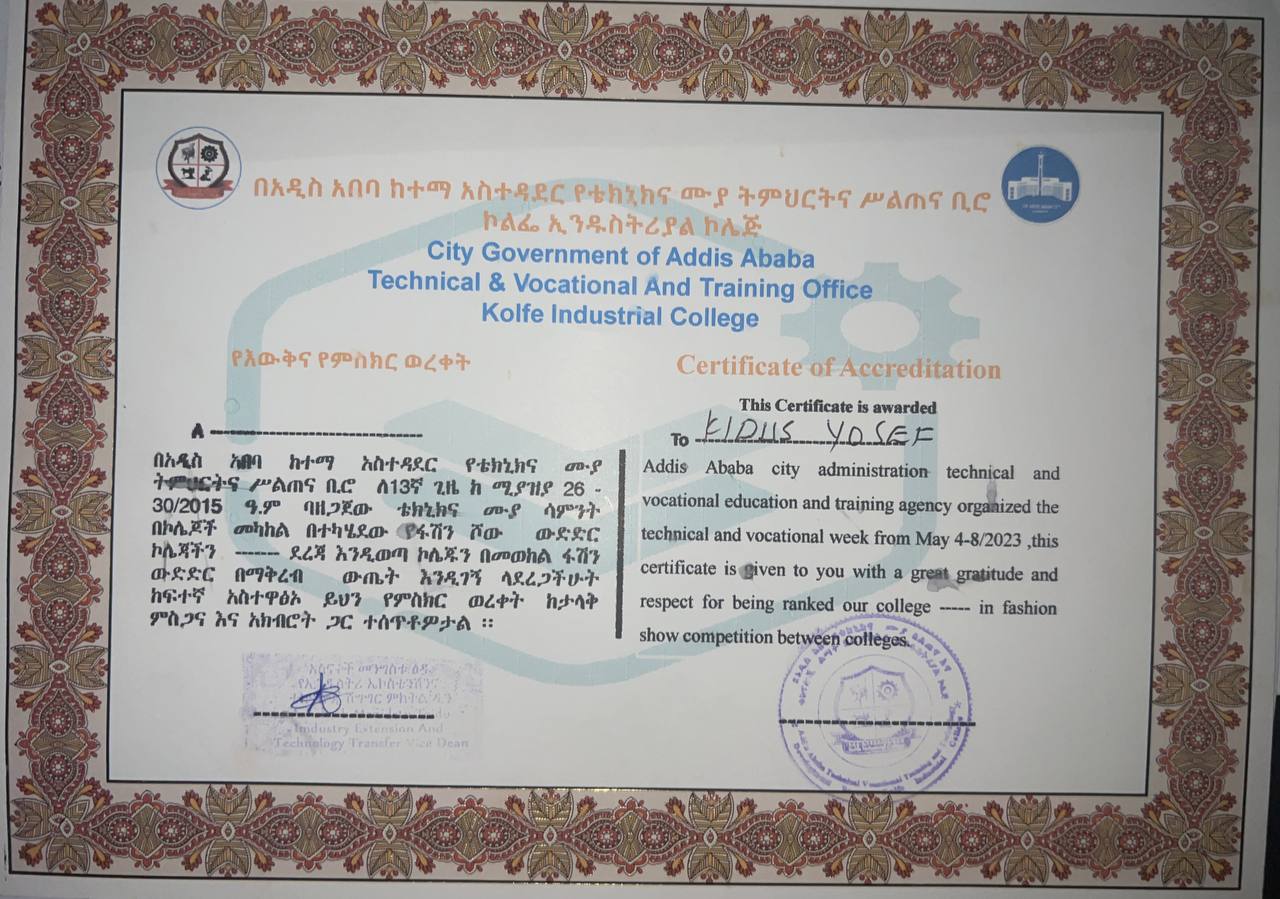 በአዲስ አበባ ከተማ አስተዳደር የቴክኒክና ሙያ ትምህርትና ሥልጠና ቢሮ
ኮልፌ ኢንዱስትሪያል ኮሌጅ
City Government of Addis Ababa
Technical & Vocational And Training Office
Kolfe Industrial College
የእውቅና የምስክር ወረቀት
ለ --------------------------------
በአዲስ አበባ ከተማ አስተዳደር የቴክኒክና ሙያ
ትምህርትና ሥልጠና ቢሮ ለ13ኛ ጊዜ ከ ሚያዝያ 26 -
30/2015 ዓ.ም ባዘጋጀው ቴክኒክና ሙያ ሳምንት
በኮሌጆች መካከል በተካሄደው የፋሽን ሾው ውድድር
ኮሌጃችን ------- ደረጃ እንዲወጣ ኮሌጁን በመወከል ፋሽን
ውድድር በማቅረብ ውጤት እንዲገኝ ላደረጋችሁት
ከፍተኛ አስተዋፅኦ ይህን የምስክር ወረቀት ከታላቅ
ምስጋና እና አክብሮት ጋር ተሰጥቶዎታል ፡፡
Industry Extension And
Technology Transfer Vice Dean
Certificate of Accreditation
This Certificate is awarded
To KIDUS YOSEF
Addis Ababa city administration technical and
vocational education and training agency organized the
technical and vocational week from May 4-8/2023 ,this
certificate is given to you with a great gratitude and
respect for being ranked our college ----- in fashion
show competition between colleges.